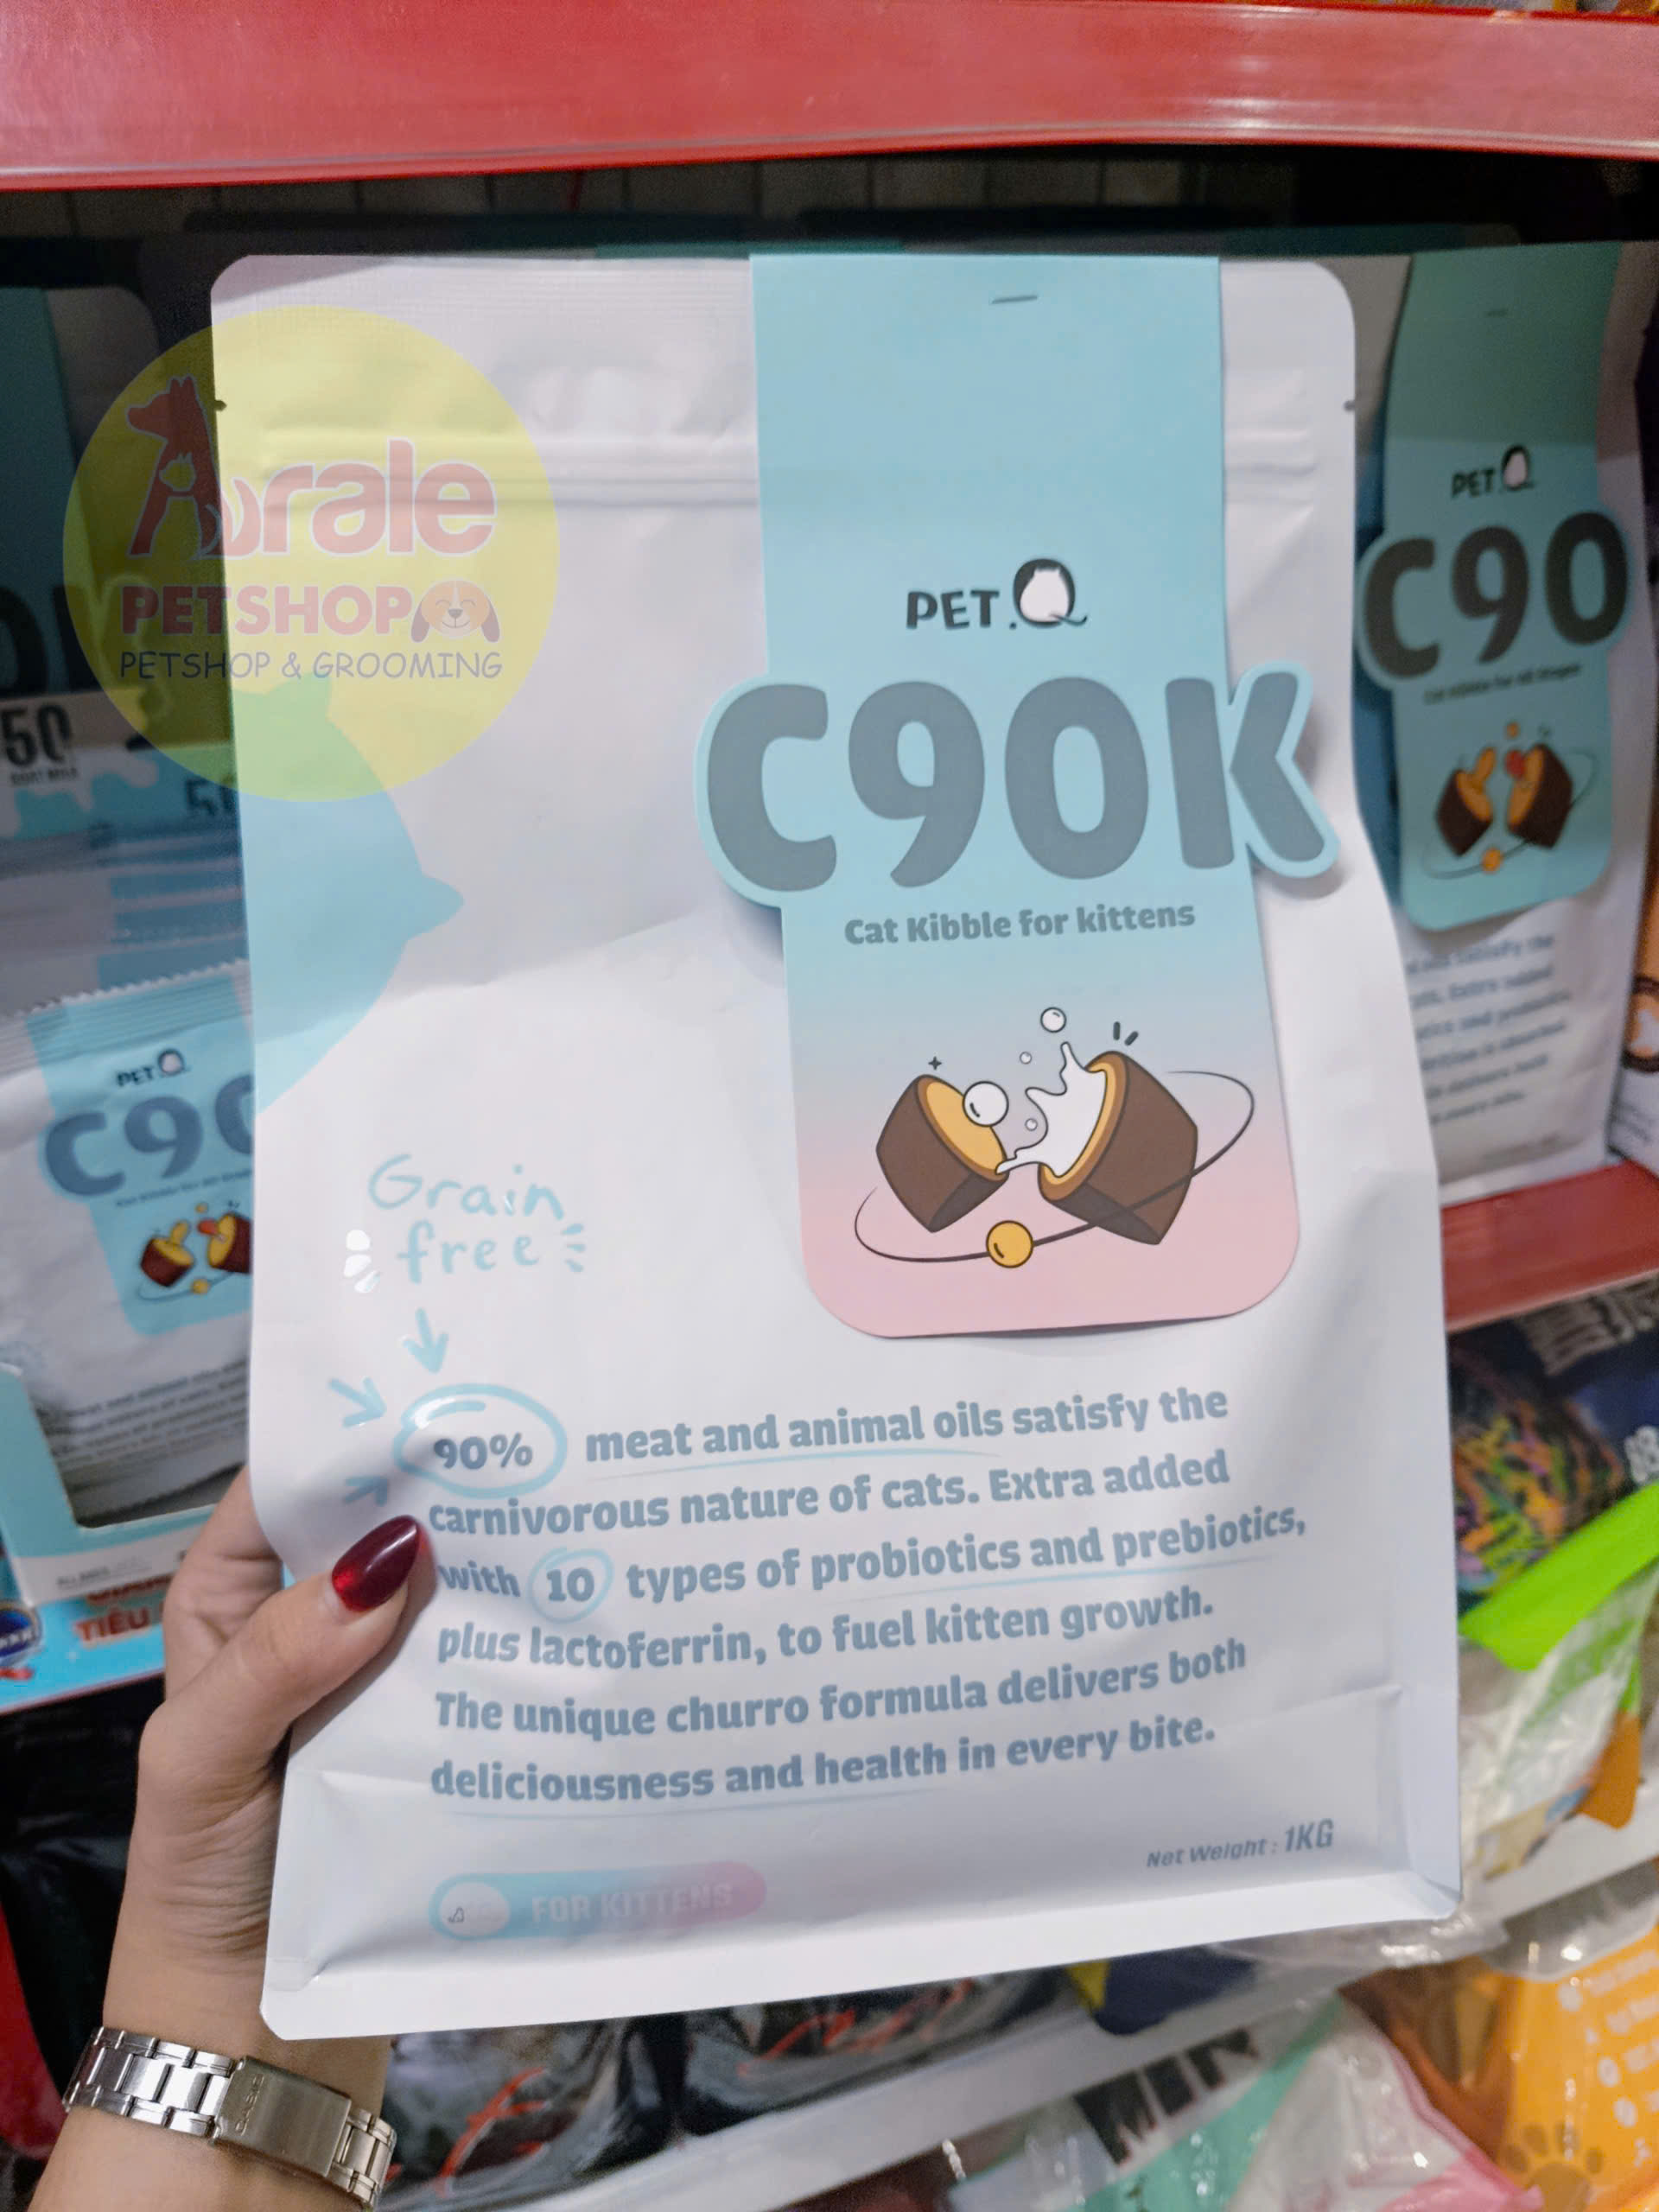 Arale
PETSHOP
PETSHOP & GROOMING
PET.Q
C90K
Cat Kibble for kittens
Grain
free
90% meat and animal oils satisfy the
carnivorous nature of cats. Extra added
with 10 types of probiotics and prebiotics,
plus lactoferrin, to fuel kitten growth.
The unique churro formula delivers both
deliciousness and health in every bite.
Net Weight : 1KG
FOR KITTENS
PET.Q
C90
50
PET.Q
C90
TIÊU
CASIO